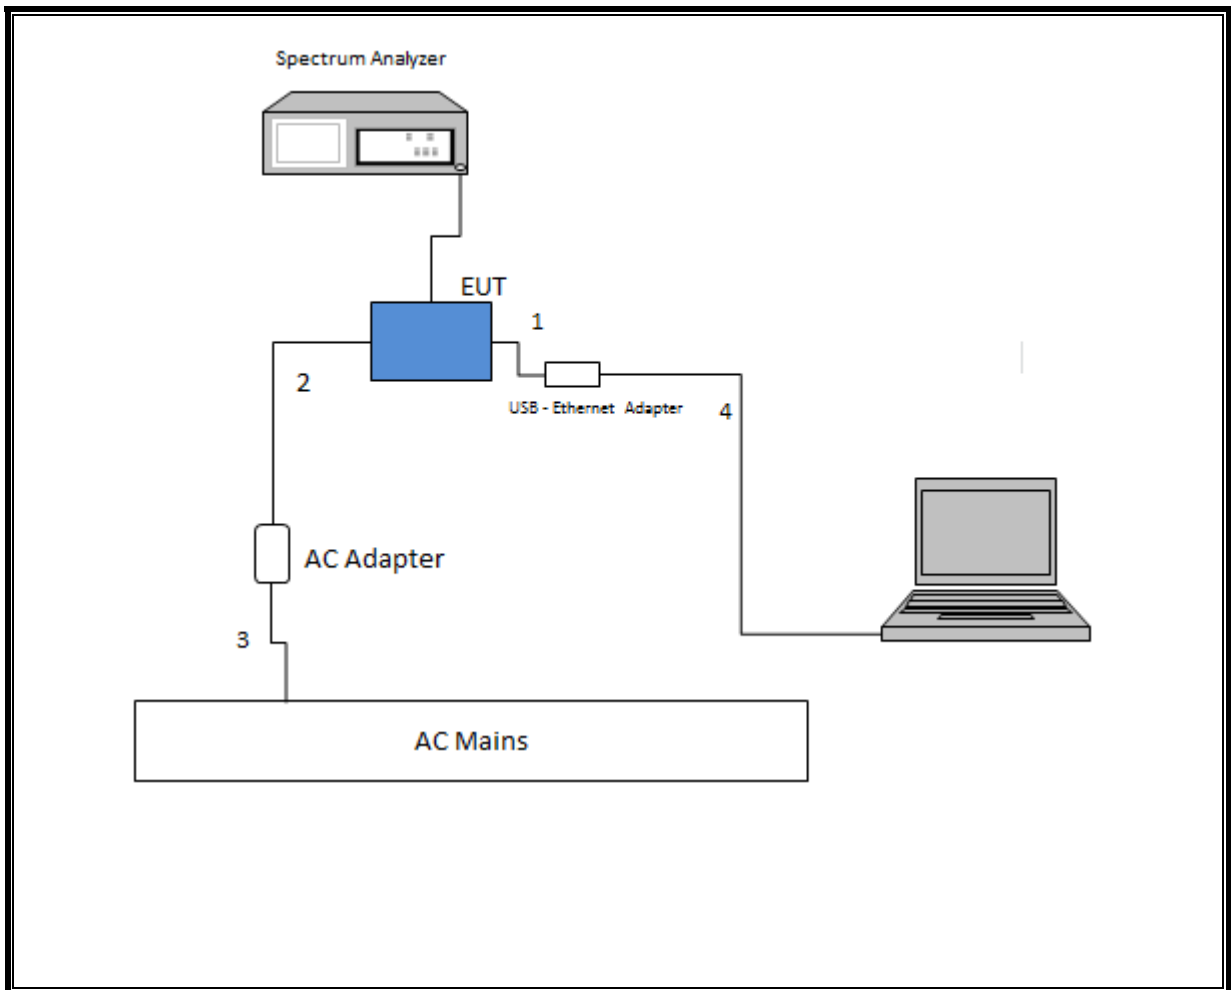 Spectrum Analyzer
EUT
1
2
USB - Ethernet Adapter
4
AC Adapter
3
AC Mains